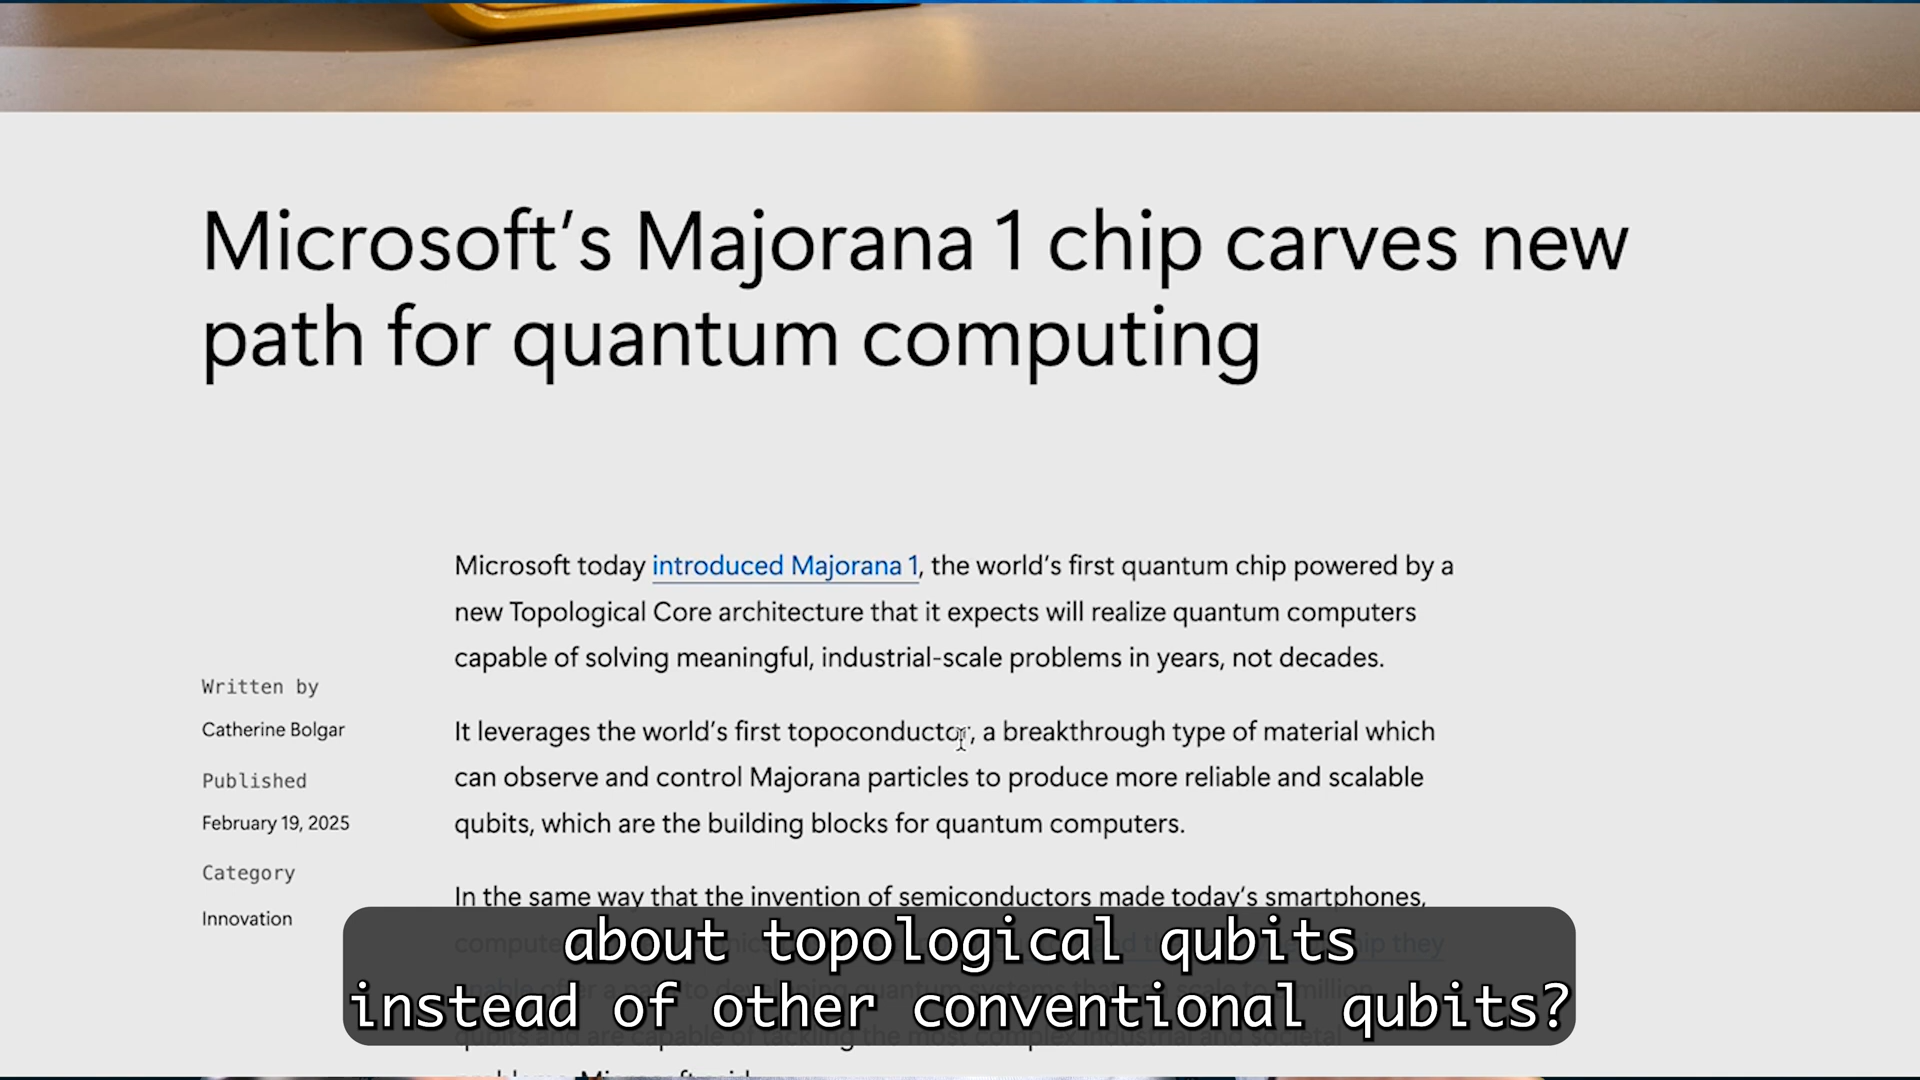 Microsoft's Majorana 1 chip carves new
path for quantum computing
Microsoft today introduced Majorana 1, the world's first quantum chip powered by a
new Topological Core architecture that it expects will realize quantum computers
capable of solving meaningful, industrial-scale problems in years, not decades.
Written by
Catherine Bolgar
Published
February 19, 2025
Category
Innovation
It leverages the world's first topoconductor, a breakthrough type of material which
can observe and control Majorana particles to produce more reliable and scalable
qubits, which are the building blocks for quantum computers.
In the same way that the invention of semiconductors made today's smartphones,
about topological qubits
instead of other conventional qubits?